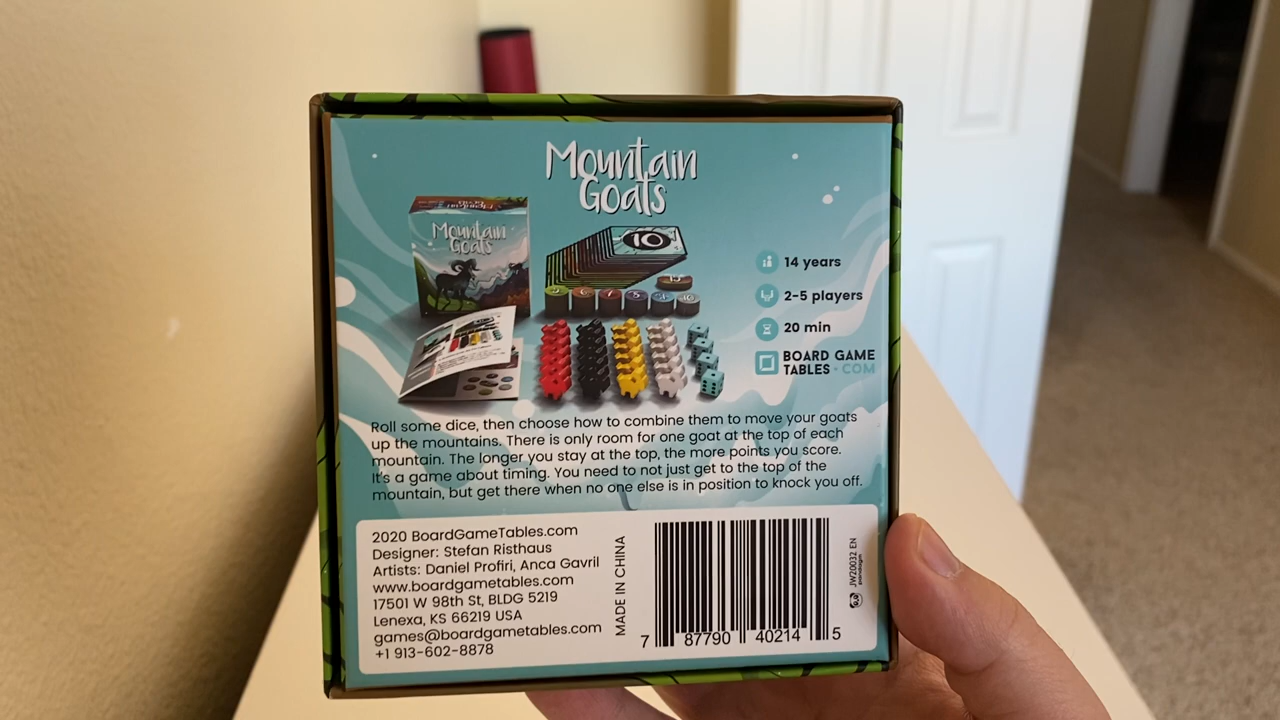 Mountain
Goats
Mountain
Goats
10
14 years
2-5 players
20 min
BOARD GAME
TABLES.COM
Roll some dice, then choose how to combine them to move your goats
up the mountains. There is only room for one goat at the top of each
mountain. The longer you stay at the top, the more points you score.
It's a game about timing. You need to not just get to the top of the
mountain, but get there when no one else is in position to knock you off.
2020 BoardGameTables.com
Designer: Stefan Risthaus
Artists: Daniel Profiri, Anca Gavril
www.boardgametables.com
17501 W 98th St, BLDG 5219
Lenexa, KS 66219 USA
games@boardgametables.com
+1 913-602-8878
MADE IN CHINA
7 87790 40214 5
JW20032 EN
pandagm